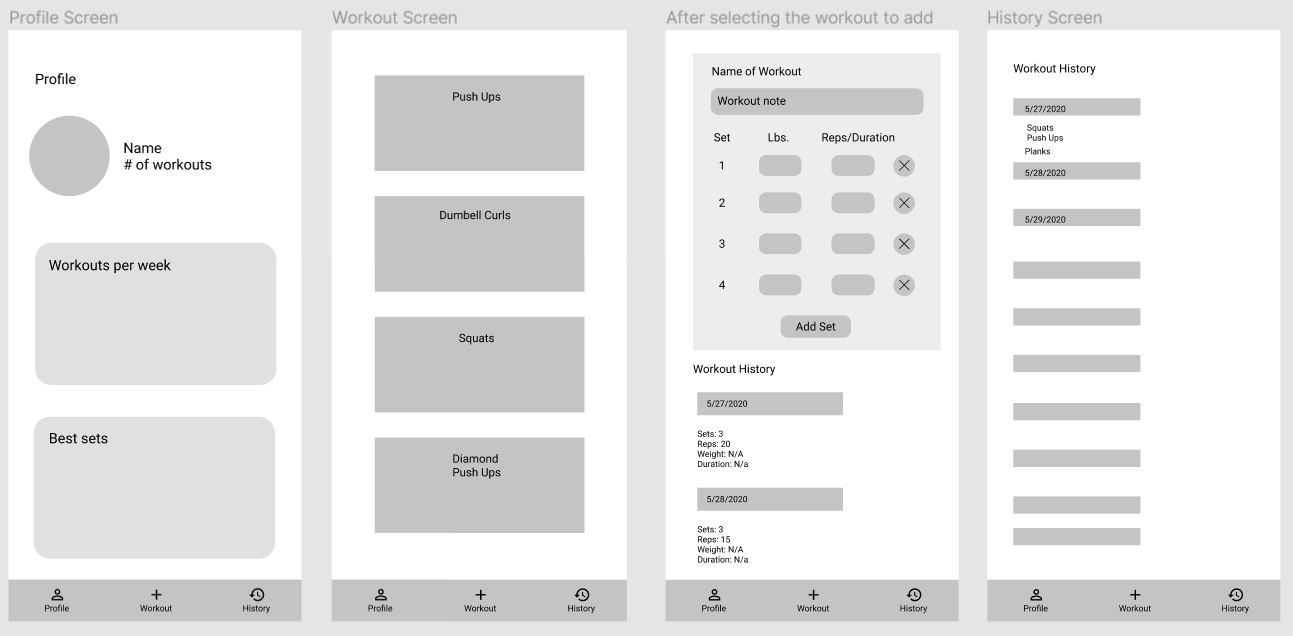 Profile Screen
Profile
Name
# of workouts
Workouts per week
Best sets
Profile
Workout
History
Workout Screen
Push Ups
Dumbell Curls
Squats
Diamond
Push Ups
Profile
Workout
History
After selecting the workout to add
Name of Workout
Workout note
Set Lbs. Reps/Duration
1
2
3
4
Add Set
Workout History
5/27/2020
Sets: 3
Reps: 20
Weight: N/A
Duration: N/a
5/28/2020
Sets: 3
Reps: 15
Weight: N/A
Duration: N/a
Profile
Workout
History
History Screen
Workout History
5/27/2020
Squats
Push Ups
Planks
5/28/2020
5/29/2020
Profile
Workout
History